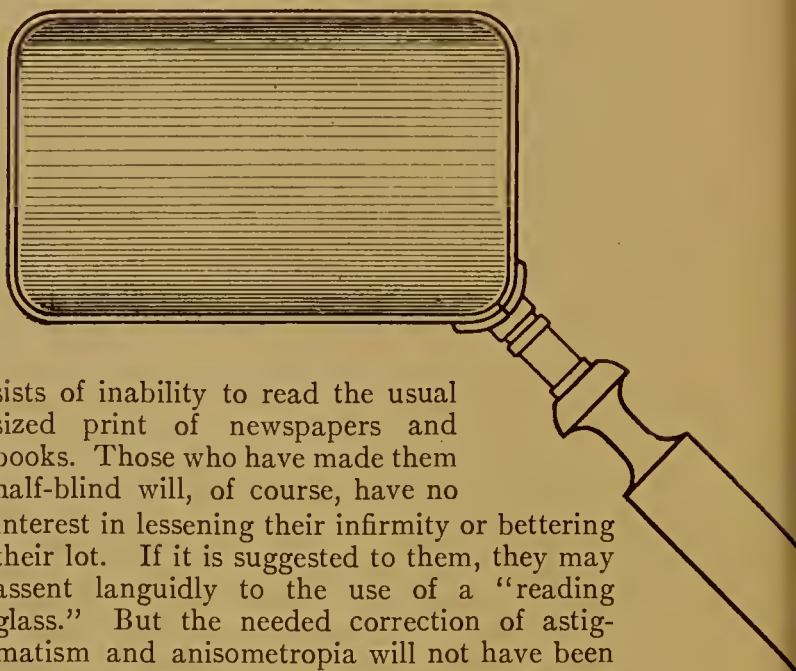 sists of inability to read the usual
sized print of newspapers and
books. Those who have made them
half-blind will, of course, have no
interest in lessening their infirmity or bettering
their lot. If it is suggested to them, they may
assent languidly to the use of a “reading
glass.” But the needed correction of astig-
matism and anisometropia will not have been